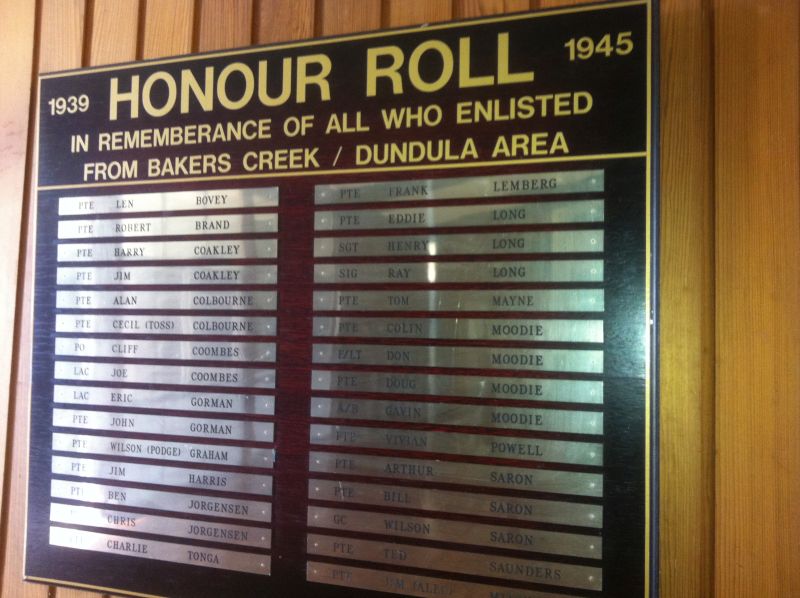 1939 HONOUR ROLL 1945
IN REMEMBERANCE OF ALL WHO ENLISTED
FROM BAKERS CREEK / DUNDULA AREA
PTE LEN BOVEY
PTE ROBERT BRAND
PTE HARRY COAKLEY
PTE JIM COAKLEY
PTE ALAN COLBOURNE
PTE CECIL (TOSS) COLBOURNE
PO CLIFF COOMBES
LAC JOE COOMBES
LAC ERIC GORMAN
PTE JOHN GORMAN
PTE WILSON (PODGE) GRAHAM
PTE JIM HARRIS
PTE BEN JORGENSEN
CHRIS JORGENSEN
CHARLIE TONGA
PTE FRANK LEMBERG
PTE EDDIE LONG
SGT HENRY LONG
SIG RAY LONG
PTE TOM MAYNE
PTE COLIN MOODIE
F/LT DON MOODIE
PTE DOUG MOODIE
A/B GAVIN MOODIE
PTE VIVIAN POWELL
PTE ARTHUR SARON
PTE BILL SARON
GC WILSON SARON
PTE TED SAUNDERS
PTE JIM